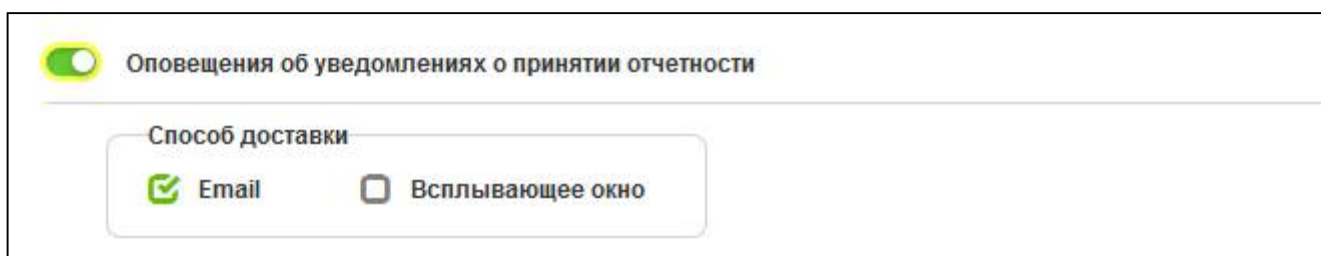 Оповещения об уведомлениях о принятии отчетности
Способ доставки
Email Всплывающее окно